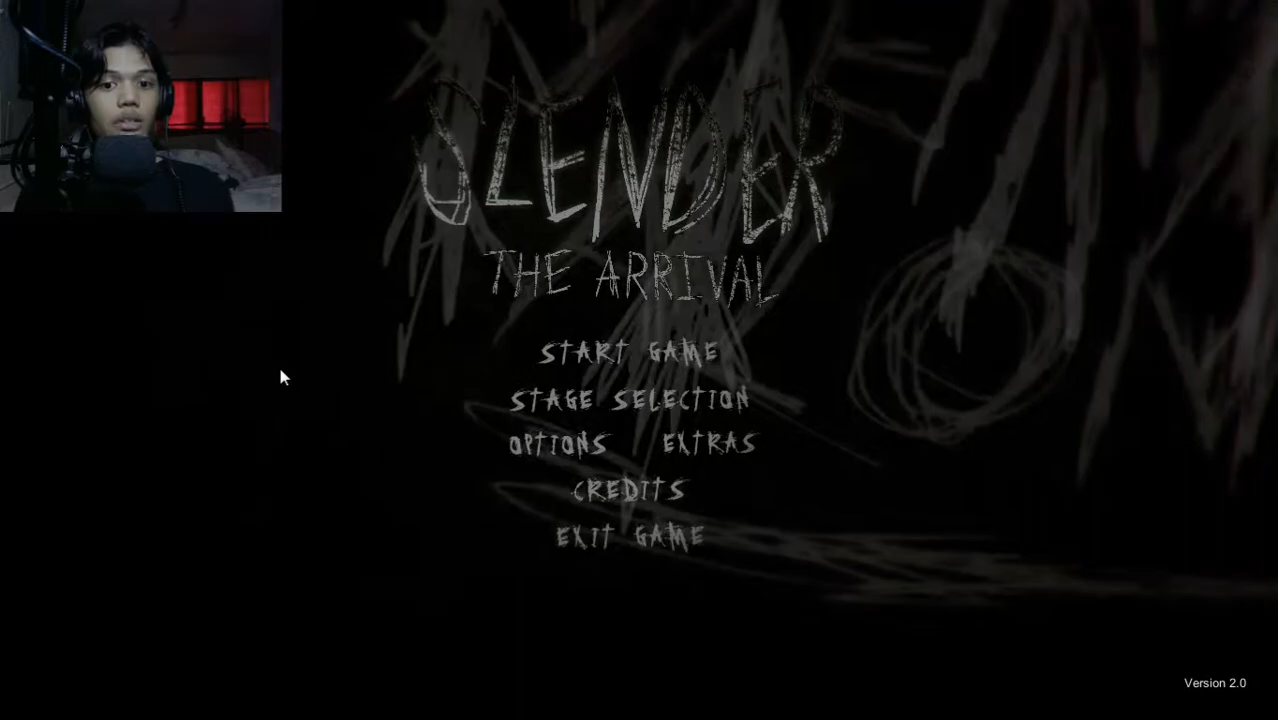 SLENDER
THE ARRIVAL
START GAME
STAGE SELECTION
OPTIONS EXTRAS
CREDITS
EXIT GAME
Version 2.0